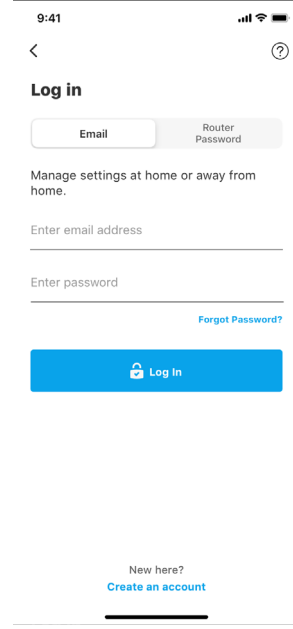 9:41
Log in
Email
Router
Password
Manage settings at home or away from
home.
Enter email address
Enter password
Forgot Password?
Log In
New here?
Create an account